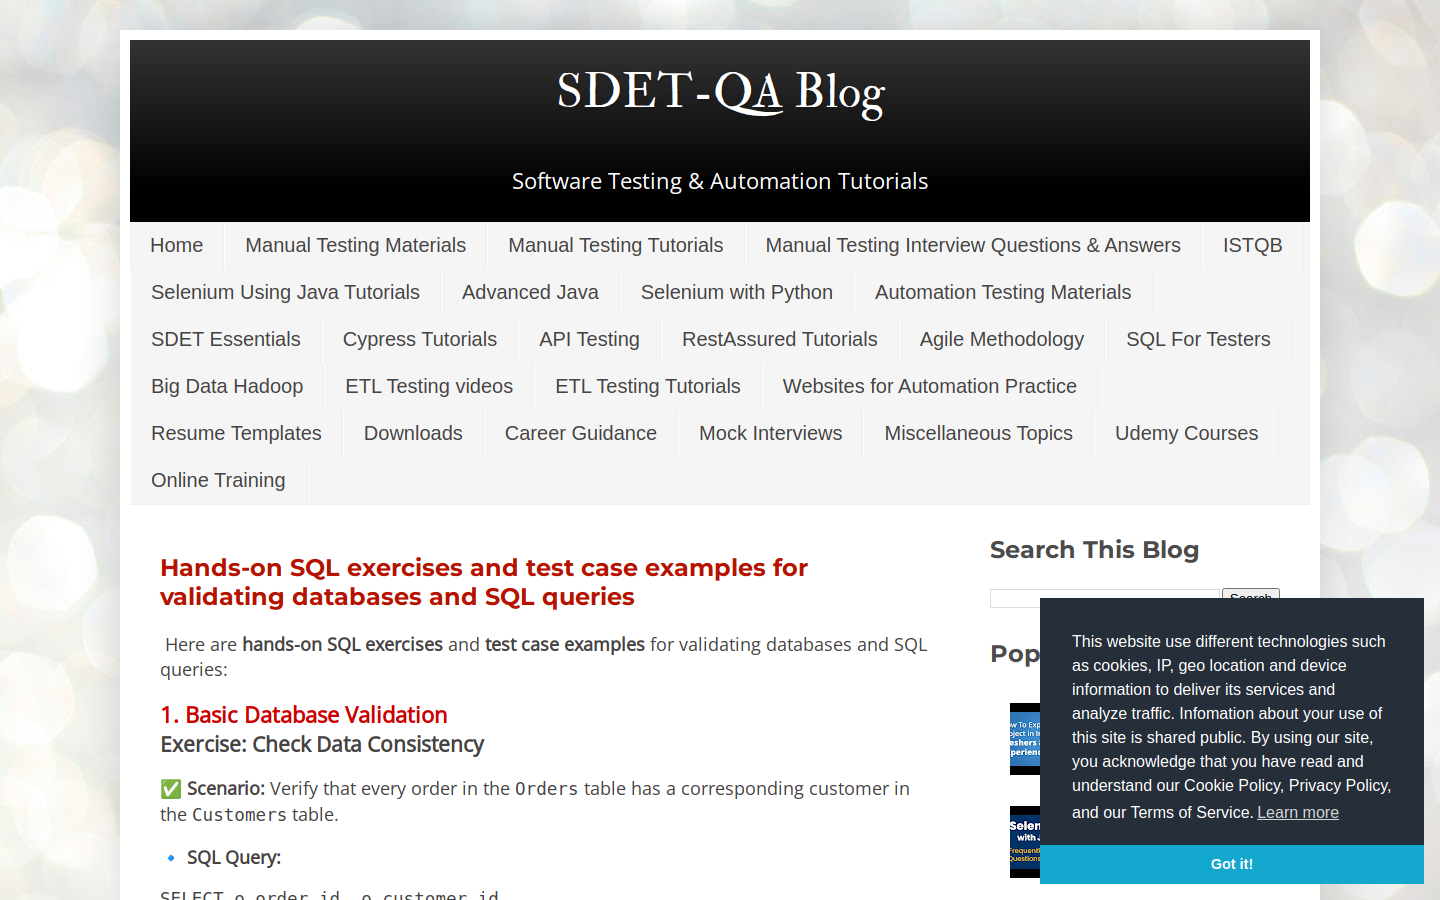 SDET-QA Blog
Software Testing & Automation Tutorials
Home
Manual Testing Materials
Manual Testing Tutorials
Manual Testing Interview Questions & Answers
ISTQB
Selenium Using Java Tutorials
Advanced Java
Selenium with Python
Automation Testing Materials
SDET Essentials
Cypress Tutorials
API Testing
RestAssured Tutorials
Agile Methodology
SQL For Testers
Big Data Hadoop
ETL Testing videos
ETL Testing Tutorials
Websites for Automation Practice
Resume Templates
Downloads
Career Guidance
Mock Interviews
Miscellaneous Topics
Udemy Courses
Online Training
Hands-on SQL exercises and test case examples for
validating databases and SQL queries
Here are hands-on SQL exercises and test case examples for validating databases and SQL
queries:
1. Basic Database Validation
Exercise: Check Data Consistency
✅ Scenario: Verify that every order in the Orders table has a corresponding customer in
the Customers table.
🔹 SQL Query:
SELECT o.order_id, o.customer_id
Search This Blog
Search
Pop
This website use different technologies such
as cookies, IP, geo location and device
information to deliver its services and
analyze traffic. Infomation about your use of
this site is shared public. By using our site,
you acknowledge that you have read and
understand our Cookie Policy, Privacy Policy,
and our Terms of Service. Learn more
Got it!